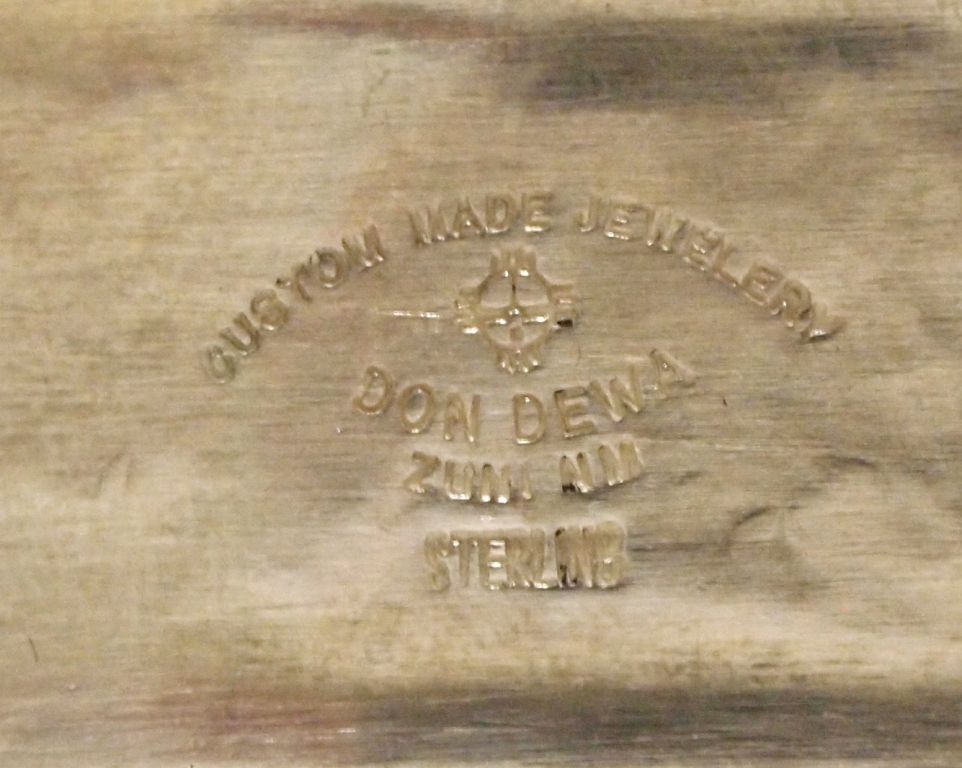 CUSTOM MADE JEWELERY
DON DEWA
ZUNI NM
STERLING